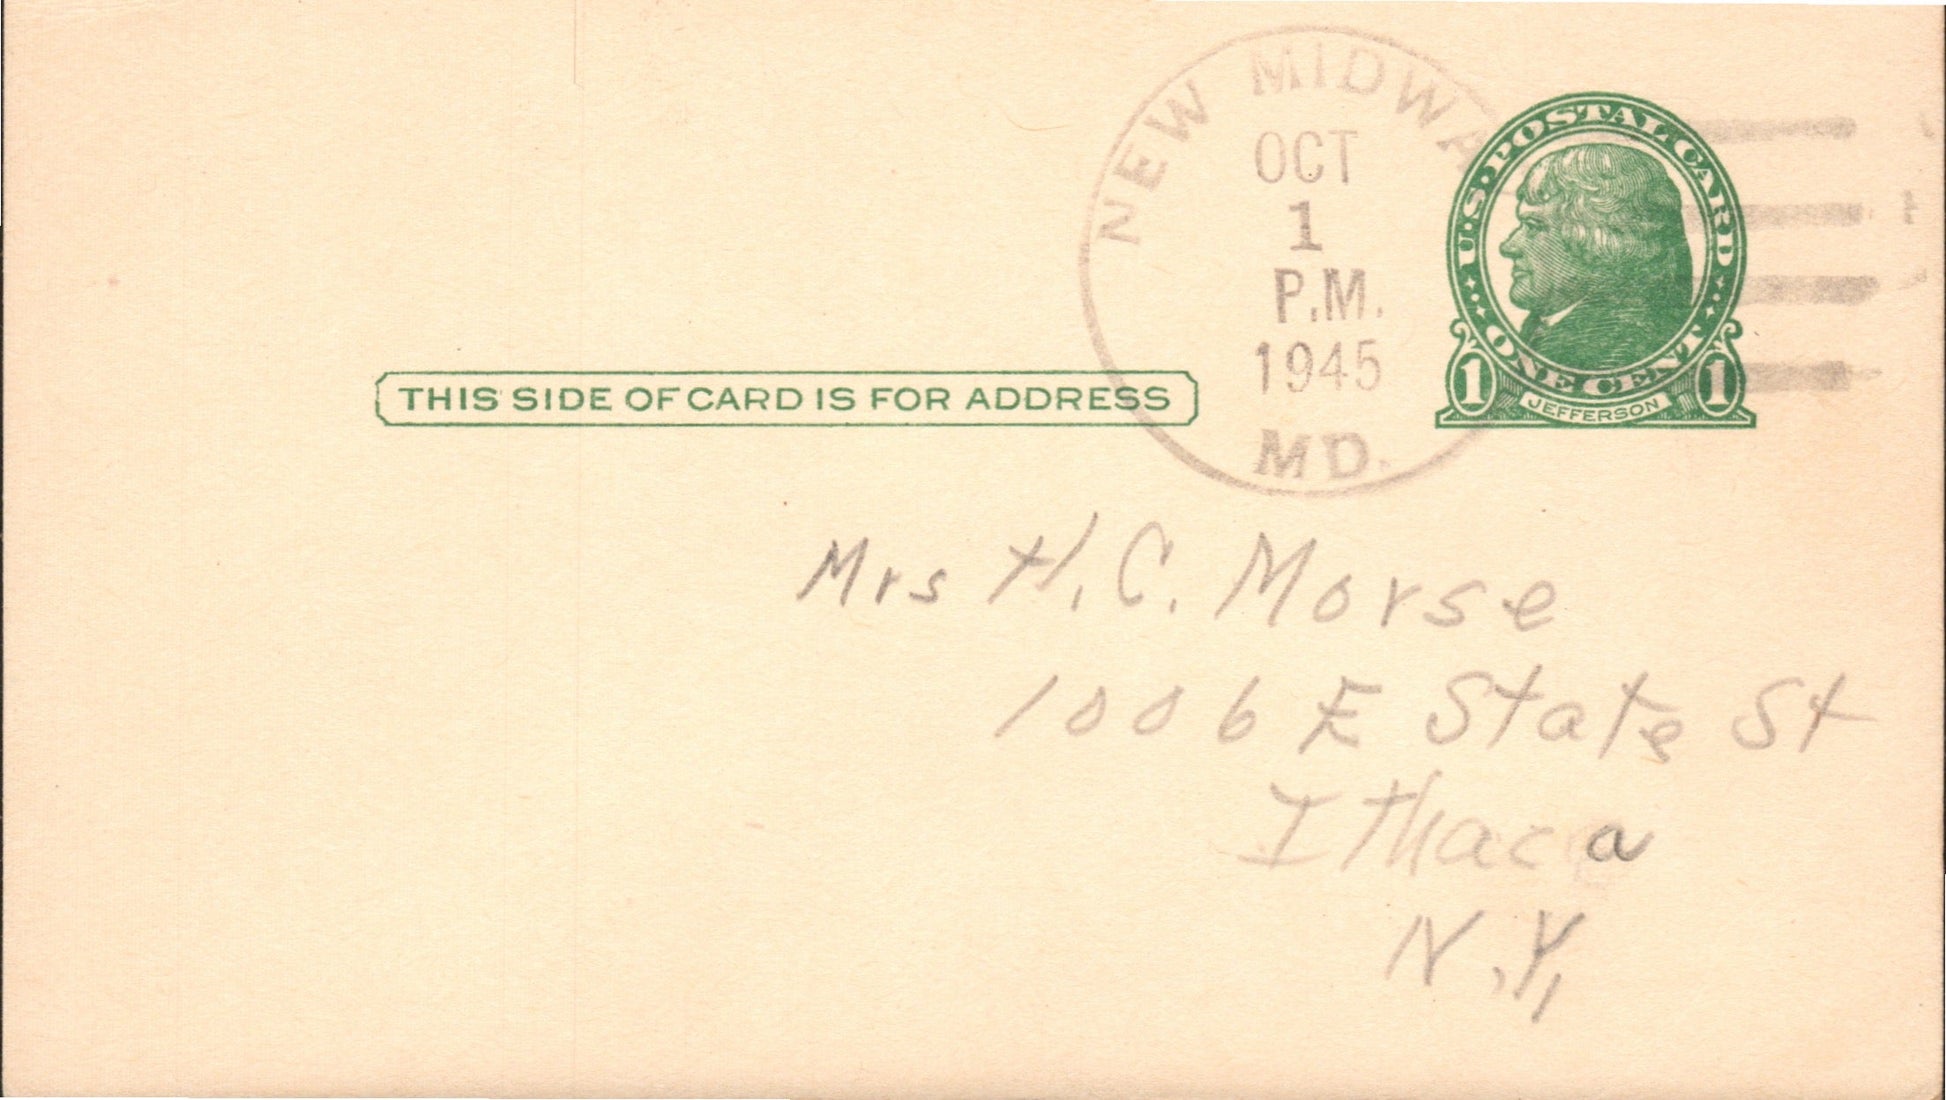 NEW MIDWA
OCT
1
P.M.
1945
MD.
U.S. POSTAL CARD
ONE CENT
1 1
JEFFERSON
THIS SIDE OF CARD IS FOR ADDRESS
Mrs H. C. Morse
1006 E State St
Ithaca
N.Y.